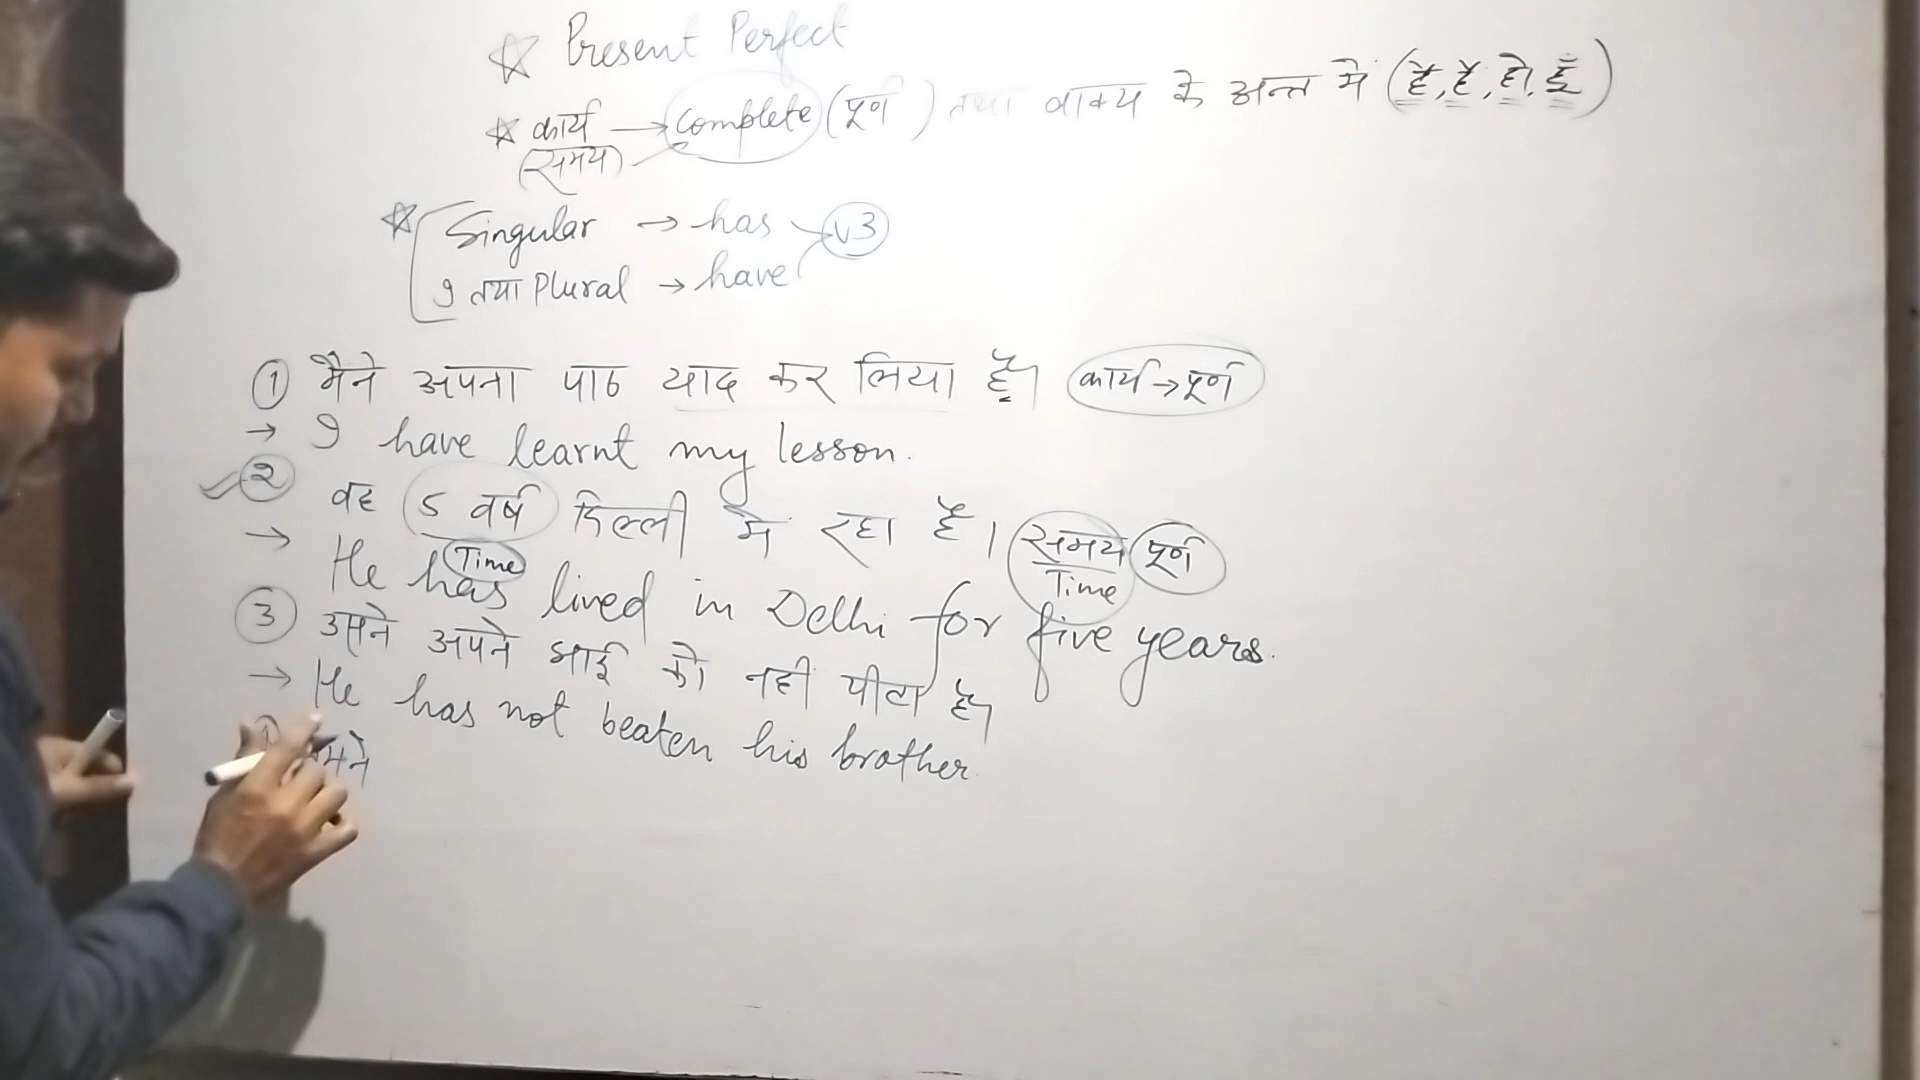 ☆ Present Perfect
☆ कार्य → Complete (पूर्ण) तथा वाक्य के अन्त में (है, हैं, हो, हूँ)
(समय)
☆ Singular → has V3
I तथा Plural → have
① मैने अपना पाठ याद कर लिया है। कार्य → पूर्ण
→ I have learnt my lesson.
② वह 5 वर्ष दिल्ली में रहा है। समय पूर्ण
Time Time
→ He has lived in Delhi for five years.
③ उसने अपने भाई को नही पीटा है।
→ He has not beaten his brother.